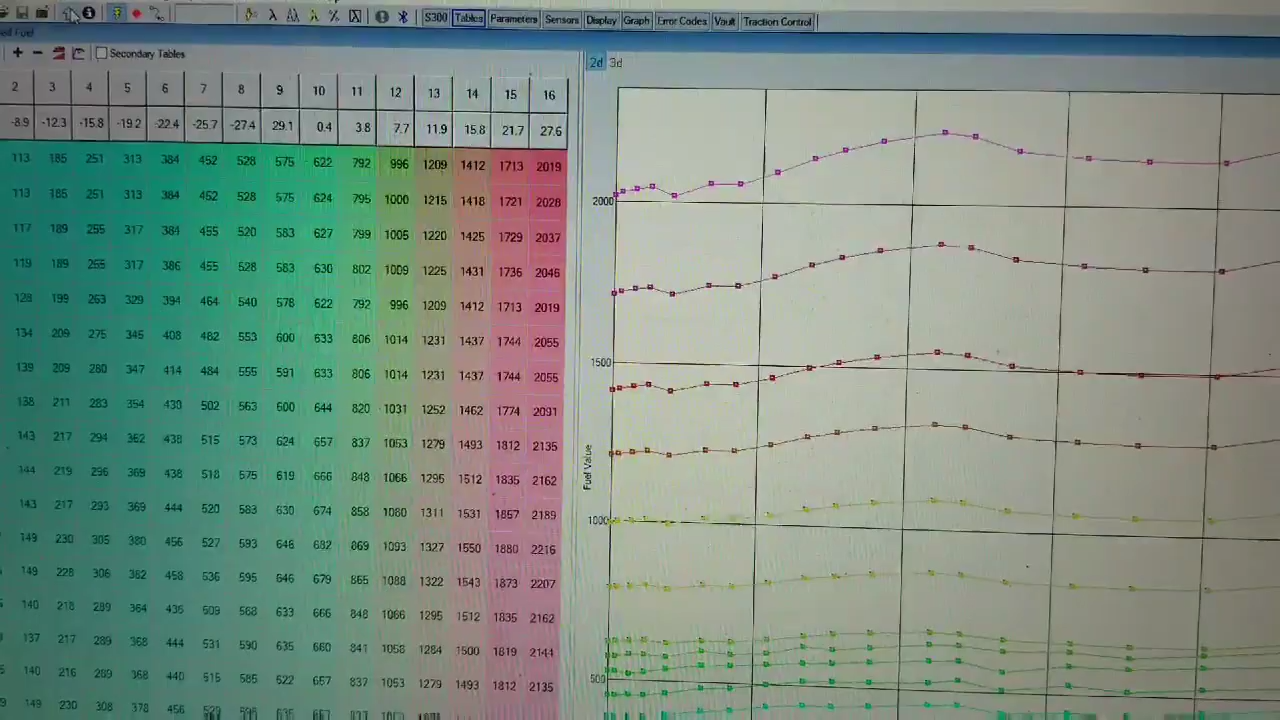 S300 Tables Parameters Sensors Display Graph Error Codes Vault Traction Control
Fuel
Secondary Tables
2d 3d
2 3 4 5 6 7 8 9 10 11 12 13 14 15 16
-8.9 -12.3 -15.8 -19.2 -22.4 -25.7 -27.4 29.1 0.4 3.8 7.7 11.9 15.8 21.7 27.6
113 185 251 313 384 452 528 575 622 792 996 1209 1412 1713 2019
113 185 251 313 384 452 528 575 624 795 1000 1215 1418 1721 2028
117 189 255 317 384 455 520 583 627 799 1005 1220 1425 1729 2037
119 189 255 317 386 455 528 583 630 802 1009 1225 1431 1736 2046
128 199 263 329 394 464 540 578 622 792 996 1209 1412 1713 2019
134 209 275 345 408 482 553 600 633 806 1014 1231 1437 1744 2055
139 209 280 347 414 484 555 591 633 806 1014 1231 1437 1744 2055
138 211 283 354 430 502 563 600 644 820 1031 1252 1462 1774 2091
143 217 294 362 438 515 573 624 657 837 1053 1279 1493 1812 2135
144 219 296 369 438 518 575 619 666 848 1066 1295 1512 1835 2162
143 217 293 369 444 520 583 630 674 858 1080 1311 1531 1857 2189
149 230 305 380 456 527 593 646 682 869 1093 1327 1550 1880 2216
149 228 306 382 458 536 595 646 679 865 1088 1322 1543 1873 2207
140 218 289 364 436 509 568 633 666 848 1066 1295 1512 1835 2162
137 217 289 368 444 531 590 635 660 841 1058 1284 1500 1819 2144
140 216 289 368 440 515 585 622 657 837 1053 1279 1493 1812 2135
149 230 308 378 456
2000
1500
1000
500
Fuel Value